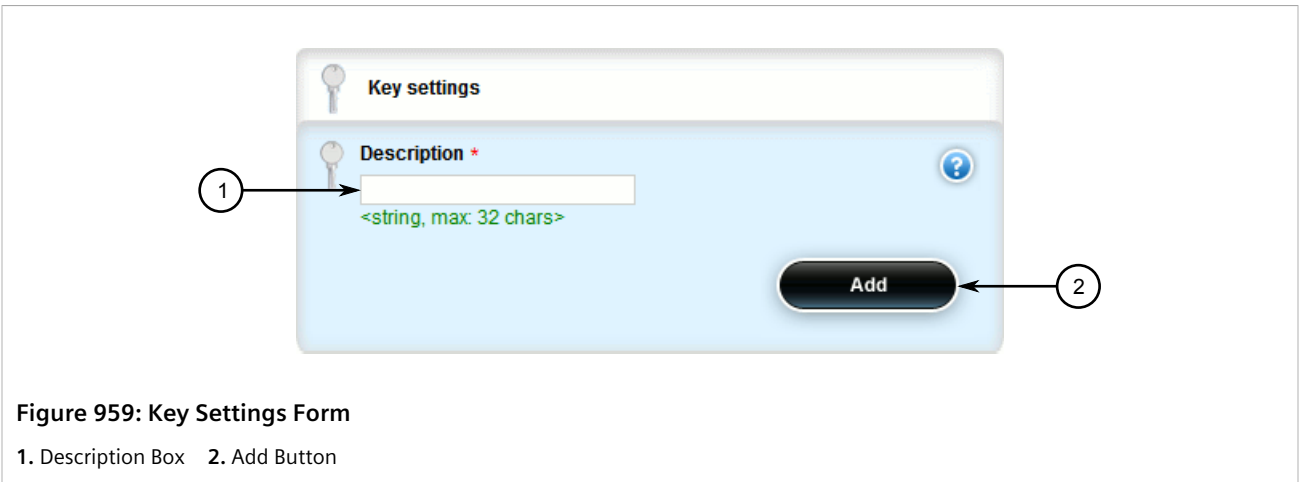 Key settings
Description *
1
<string, max: 32 chars>
Add
2
Figure 959: Key Settings Form
1. Description Box 2. Add Button